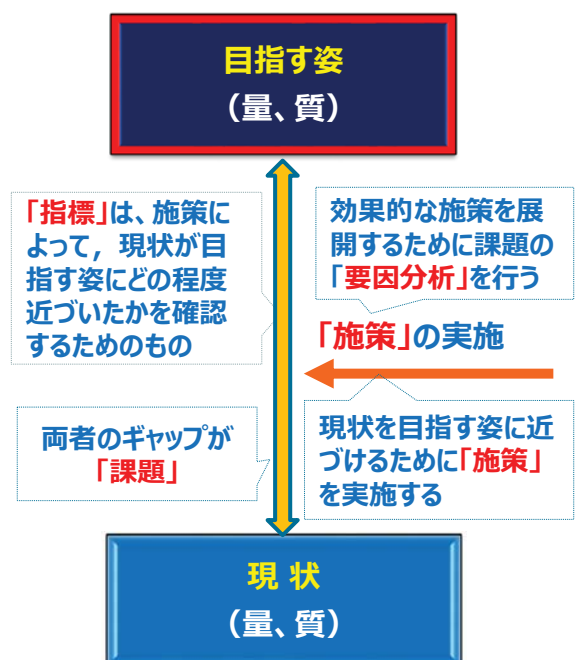 目指す姿
（量、質）
「指標」は、施策に
よって，現状が目
指す姿にどの程度
近づいたかを確認
するためのもの
効果的な施策を展
開するために課題の
「要因分析」を行う
「施策」の実施
両者のギャップが
「課題」
現状を目指す姿に近
づけるために「施策」
を実施する
現 状
（量、質）